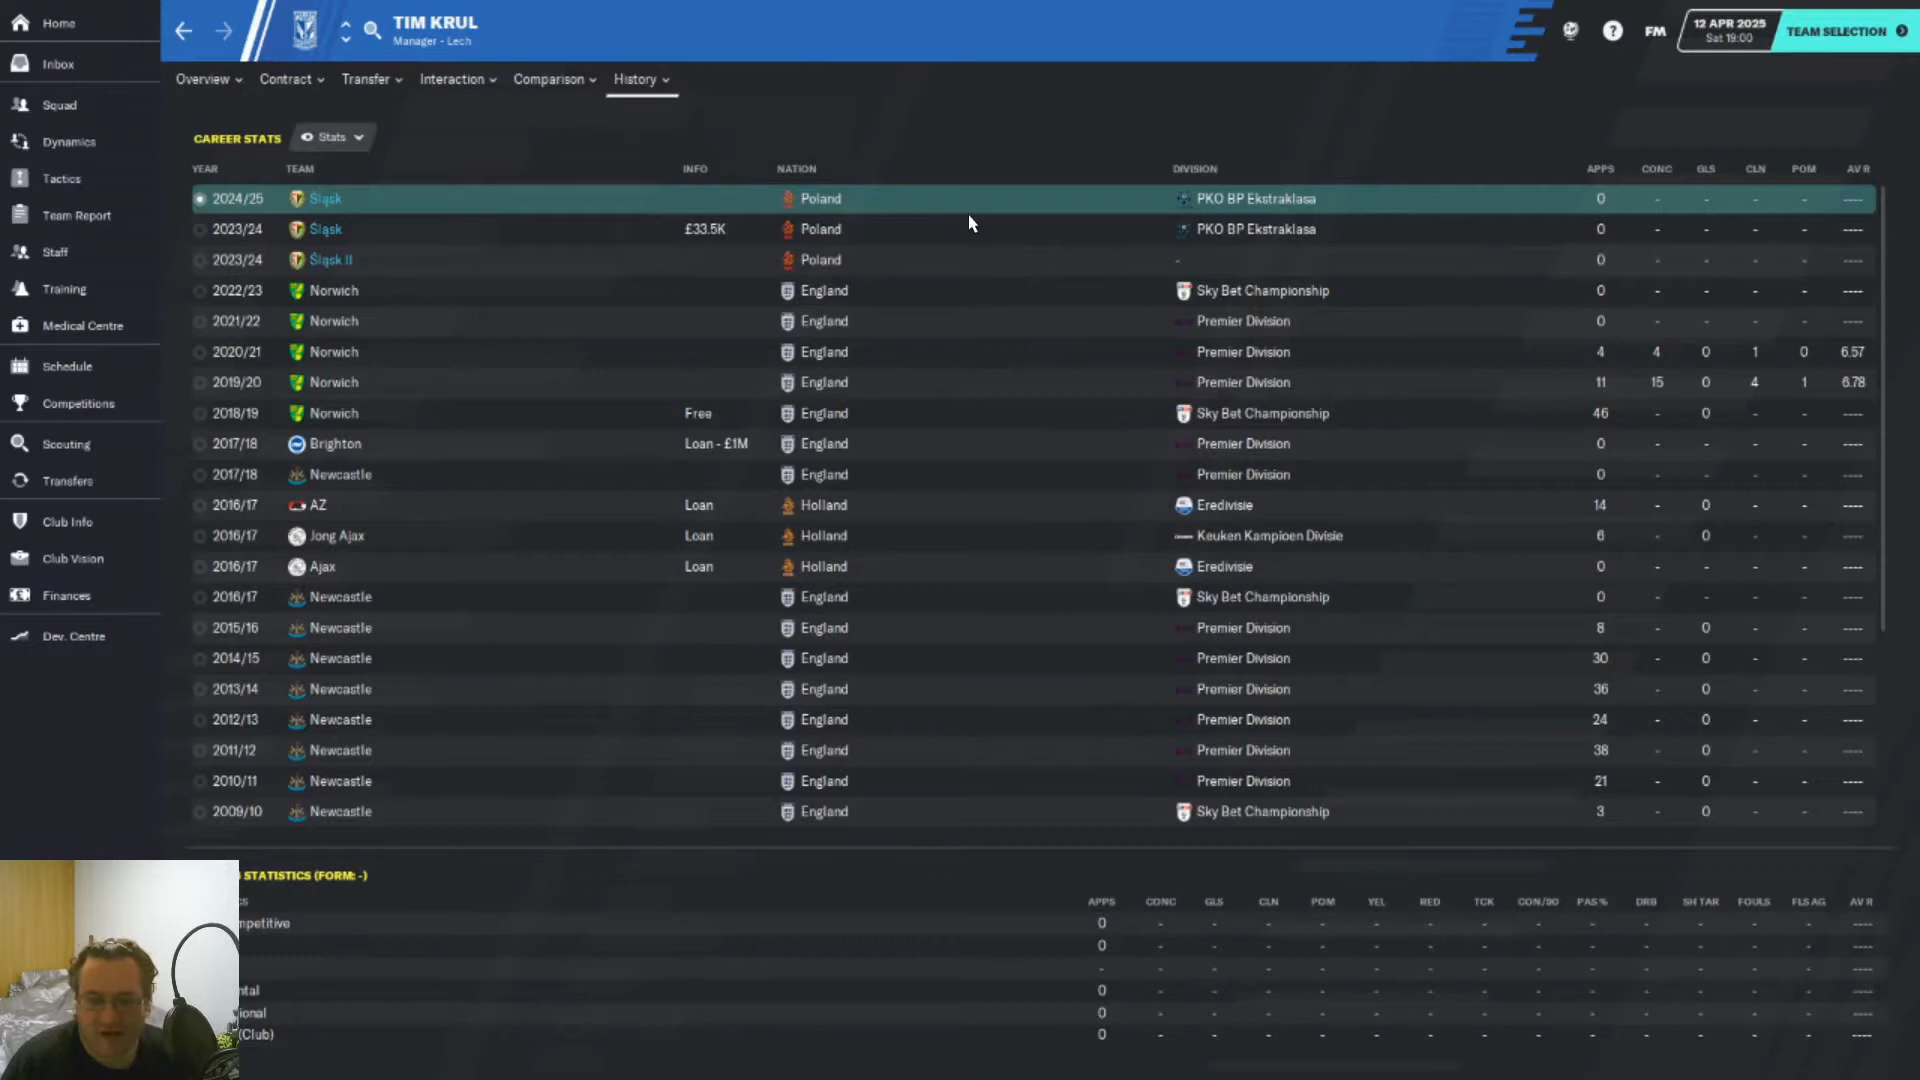 Home
Inbox
Squad
Dynamics
Tactics
Team Report
Staff
Training
Medical Centre
Schedule
Competitions
Scouting
Transfers
Club Info
Club Vision
Finances
Dev. Centre
TIM KRUL
Manager - Lech
FM
12 APR 2025
Sat 19:00
TEAM SELECTION
Overview Contract Transfer Interaction Comparison History
CAREER STATS Stats
YEAR TEAM INFO NATION DIVISION APPS CONC GLS CLN POM AV R
2024/25 Śląsk Poland PKO BP Ekstraklasa 0 - - - - ----
2023/24 Śląsk £33.5K Poland PKO BP Ekstraklasa 0 - - - - ----
2023/24 Śląsk II Poland - 0 - - - - ----
2022/23 Norwich England Sky Bet Championship 0 - - - - ----
2021/22 Norwich England Premier Division 0 - - - - ----
2020/21 Norwich England Premier Division 4 4 0 1 0 6.57
2019/20 Norwich England Premier Division 11 15 0 4 1 6.78
2018/19 Norwich Free England Sky Bet Championship 46 - 0 - - ----
2017/18 Brighton Loan - £1M England Premier Division 0 - - - - ----
2017/18 Newcastle England Premier Division 0 - - - - ----
2016/17 AZ Loan Holland Eredivisie 14 - 0 - - ----
2016/17 Jong Ajax Loan Holland Keuken Kampioen Divisie 6 - 0 - - ----
2016/17 Ajax Loan Holland Eredivisie 0 - - - - ----
2016/17 Newcastle England Sky Bet Championship 0 - - - - ----
2015/16 Newcastle England Premier Division 8 - 0 - - ----
2014/15 Newcastle England Premier Division 30 - 0 - - ----
2013/14 Newcastle England Premier Division 36 - 0 - - ----
2012/13 Newcastle England Premier Division 24 - 0 - - ----
2011/12 Newcastle England Premier Division 38 - 0 - - ----
2010/11 Newcastle England Premier Division 21 - 0 - - ----
2009/10 Newcastle England Sky Bet Championship 3 - 0 - - ----
STATISTICS (FORM: -)
CS APPS CONC GLS CLN POM YEL RED TCK CON/90 PAS % DRB SH TAR FOULS FLS AG AV R
mpetitive 0 - - - - - - - - - - - - - ----
0 - - - - - - - - - - - - - ----
- - - - - - - - - - - - - - ----
ntal 0 - - - - - - - - - - - - - ----
ional 0 - - - - - - - - - - - - - ----
(Club) 0 - - - - - - - - - - - - - ----